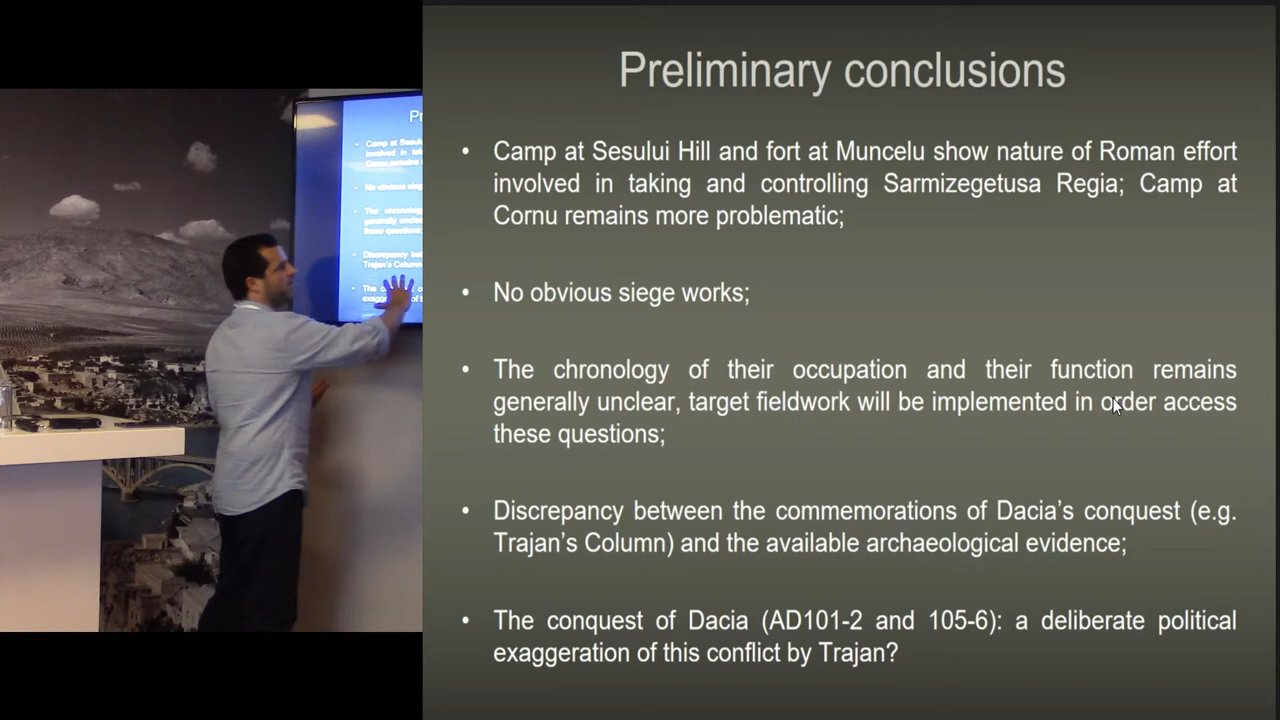 Preliminary conclusions
• Camp at Sesului Hill and fort at Muncelu show nature of Roman effort
involved in taking and controlling Sarmizegetusa Regia; Camp at
Cornu remains more problematic;
• No obvious siege works;
• The chronology of their occupation and their function remains
generally unclear, target fieldwork will be implemented in order access
these questions;
• Discrepancy between the commemorations of Dacia's conquest (e.g.
Trajan's Column) and the available archaeological evidence;
• The conquest of Dacia (AD101-2 and 105-6): a deliberate political
exaggeration of this conflict by Trajan?